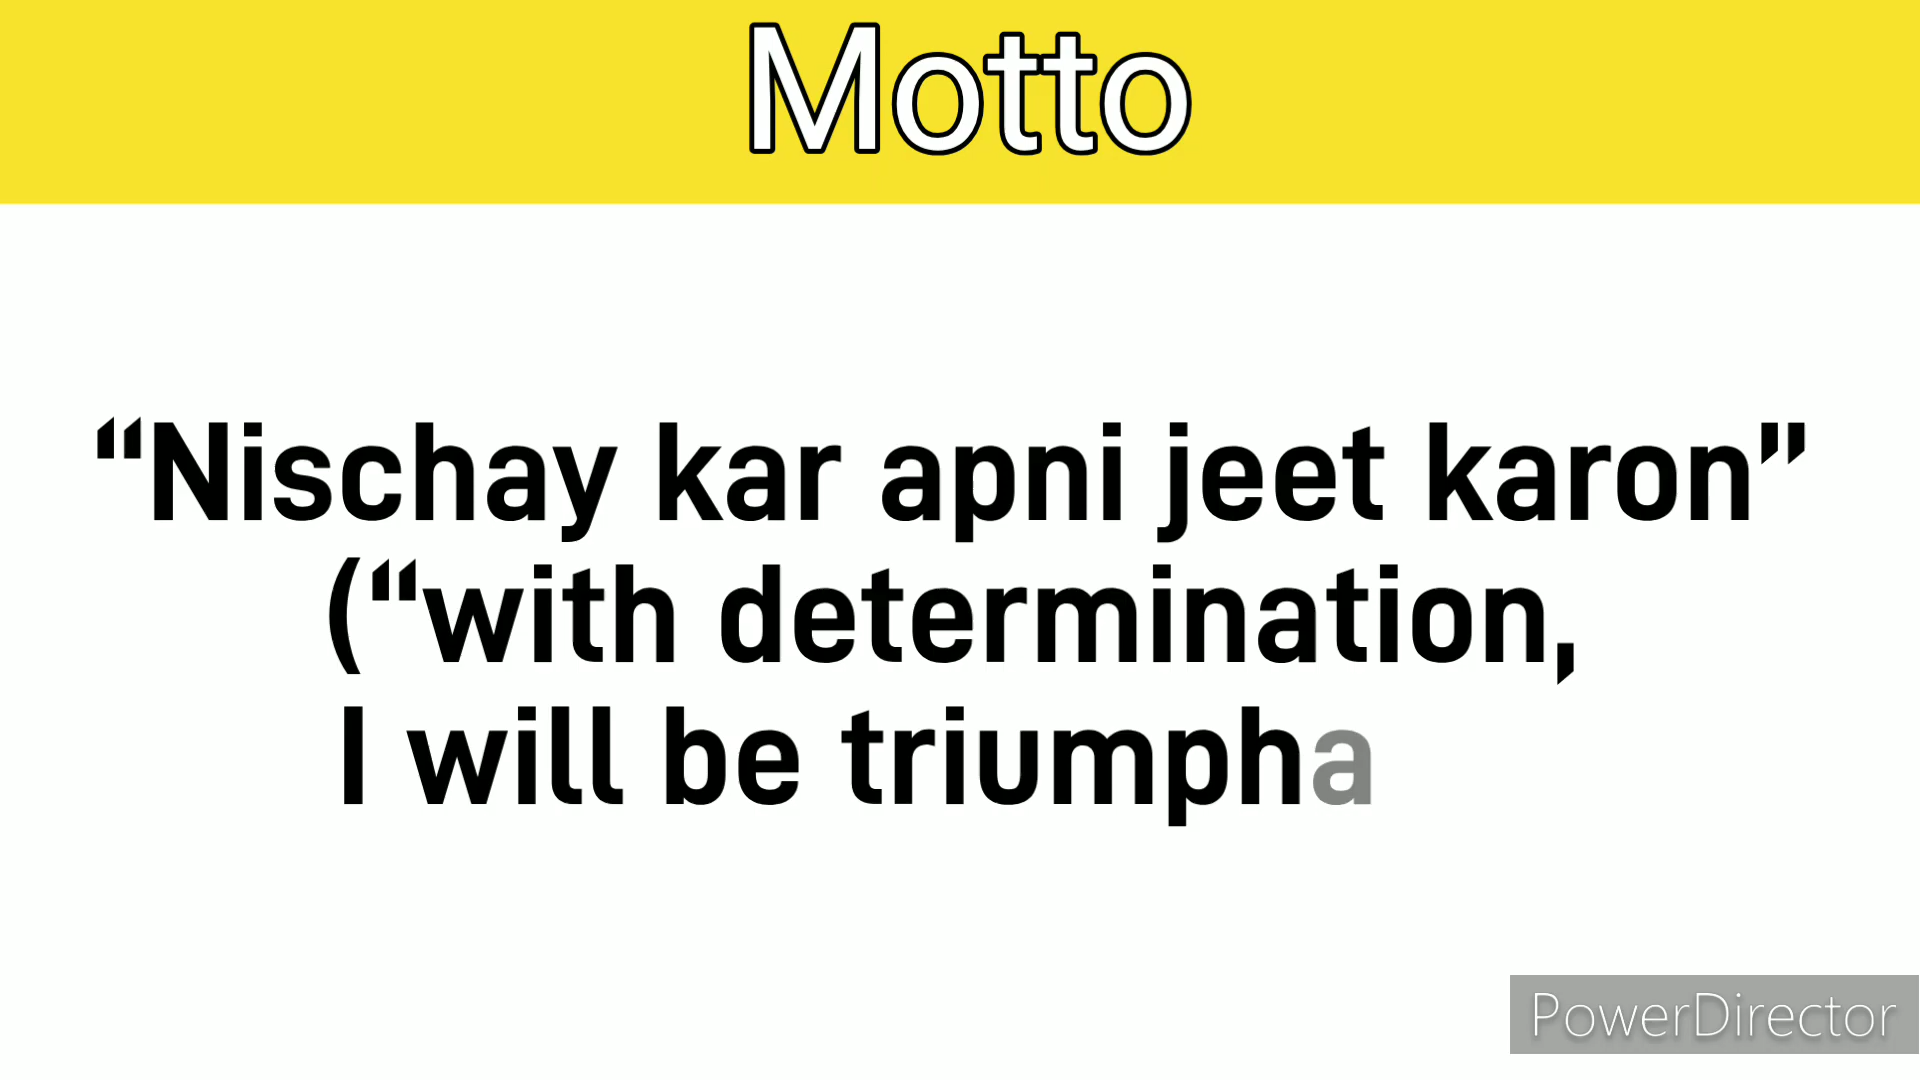 Motto
“Nischay kar apni jeet karon”
(“with determination,
I will be triumpha
PowerDirector